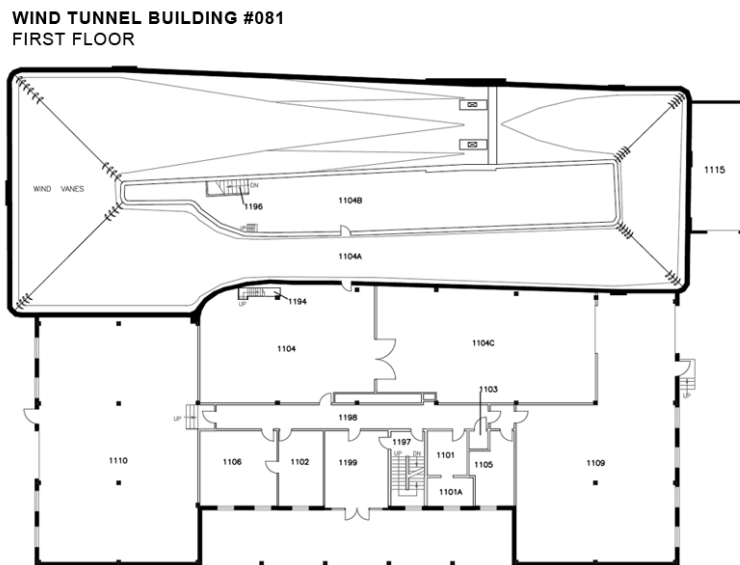 WIND TUNNEL BUILDING #081
FIRST FLOOR
1115
WIND VANES
DN
1104B
1196
UP
1104A
1194
UP
1104
1104C
1103
UP
UP
1198
1197
1110
1106
1102
1199
UP DN
1101
1105
1109
1101A